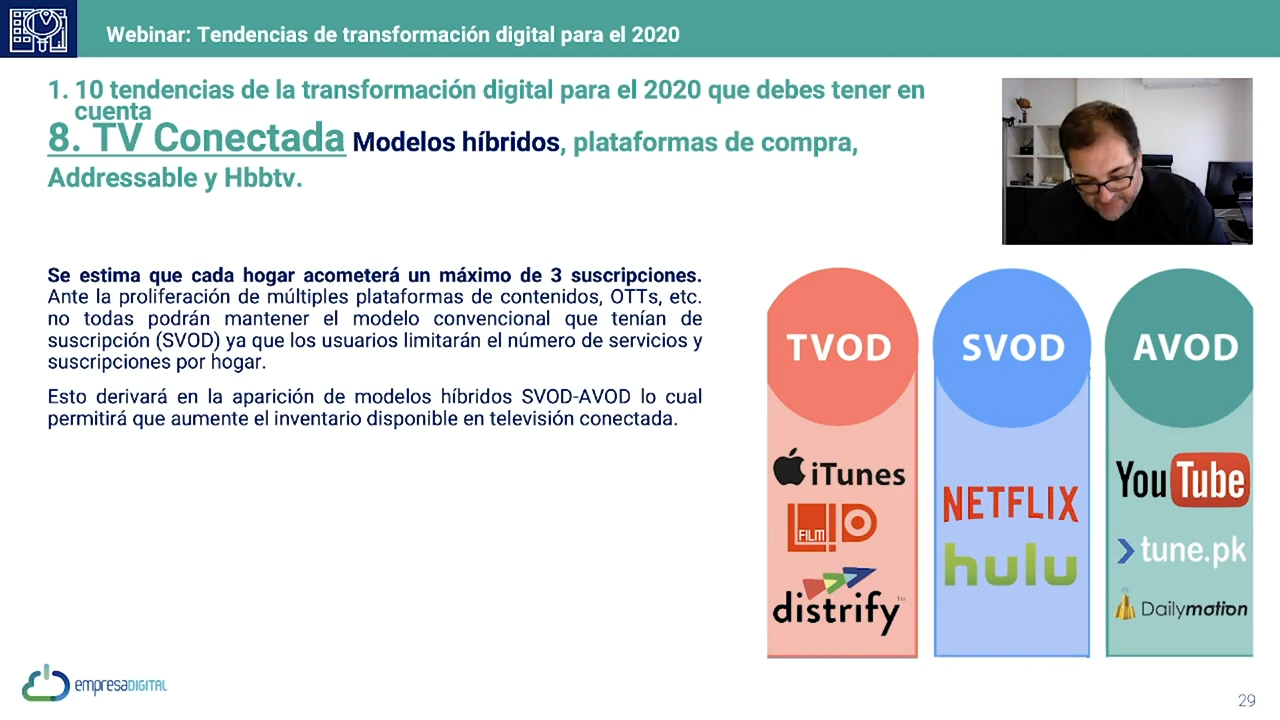 Webinar: Tendencias de transformación digital para el 2020
1. 10 tendencias de la transformación digital para el 2020 que debes tener en
cuenta
8. TV Conectada Modelos híbridos, plataformas de compra,
Addressable y Hbbtv.
Se estima que cada hogar acometerá un máximo de 3 suscripciones.
Ante la proliferación de múltiples plataformas de contenidos, OTTs, etc.
no todas podrán mantener el modelo convencional que tenían de
suscripción (SVOD) ya que los usuarios limitarán el número de servicios y
suscripciones por hogar.
Esto derivará en la aparición de modelos híbridos SVOD-AVOD lo cual
permitirá que aumente el inventario disponible en televisión conectada.
TVOD
iTunes
FILM
distrify™
SVOD
NETFLIX
hulu
AVOD
YouTube
tune.pk
Dailymotion
empresaDIGITAL
29